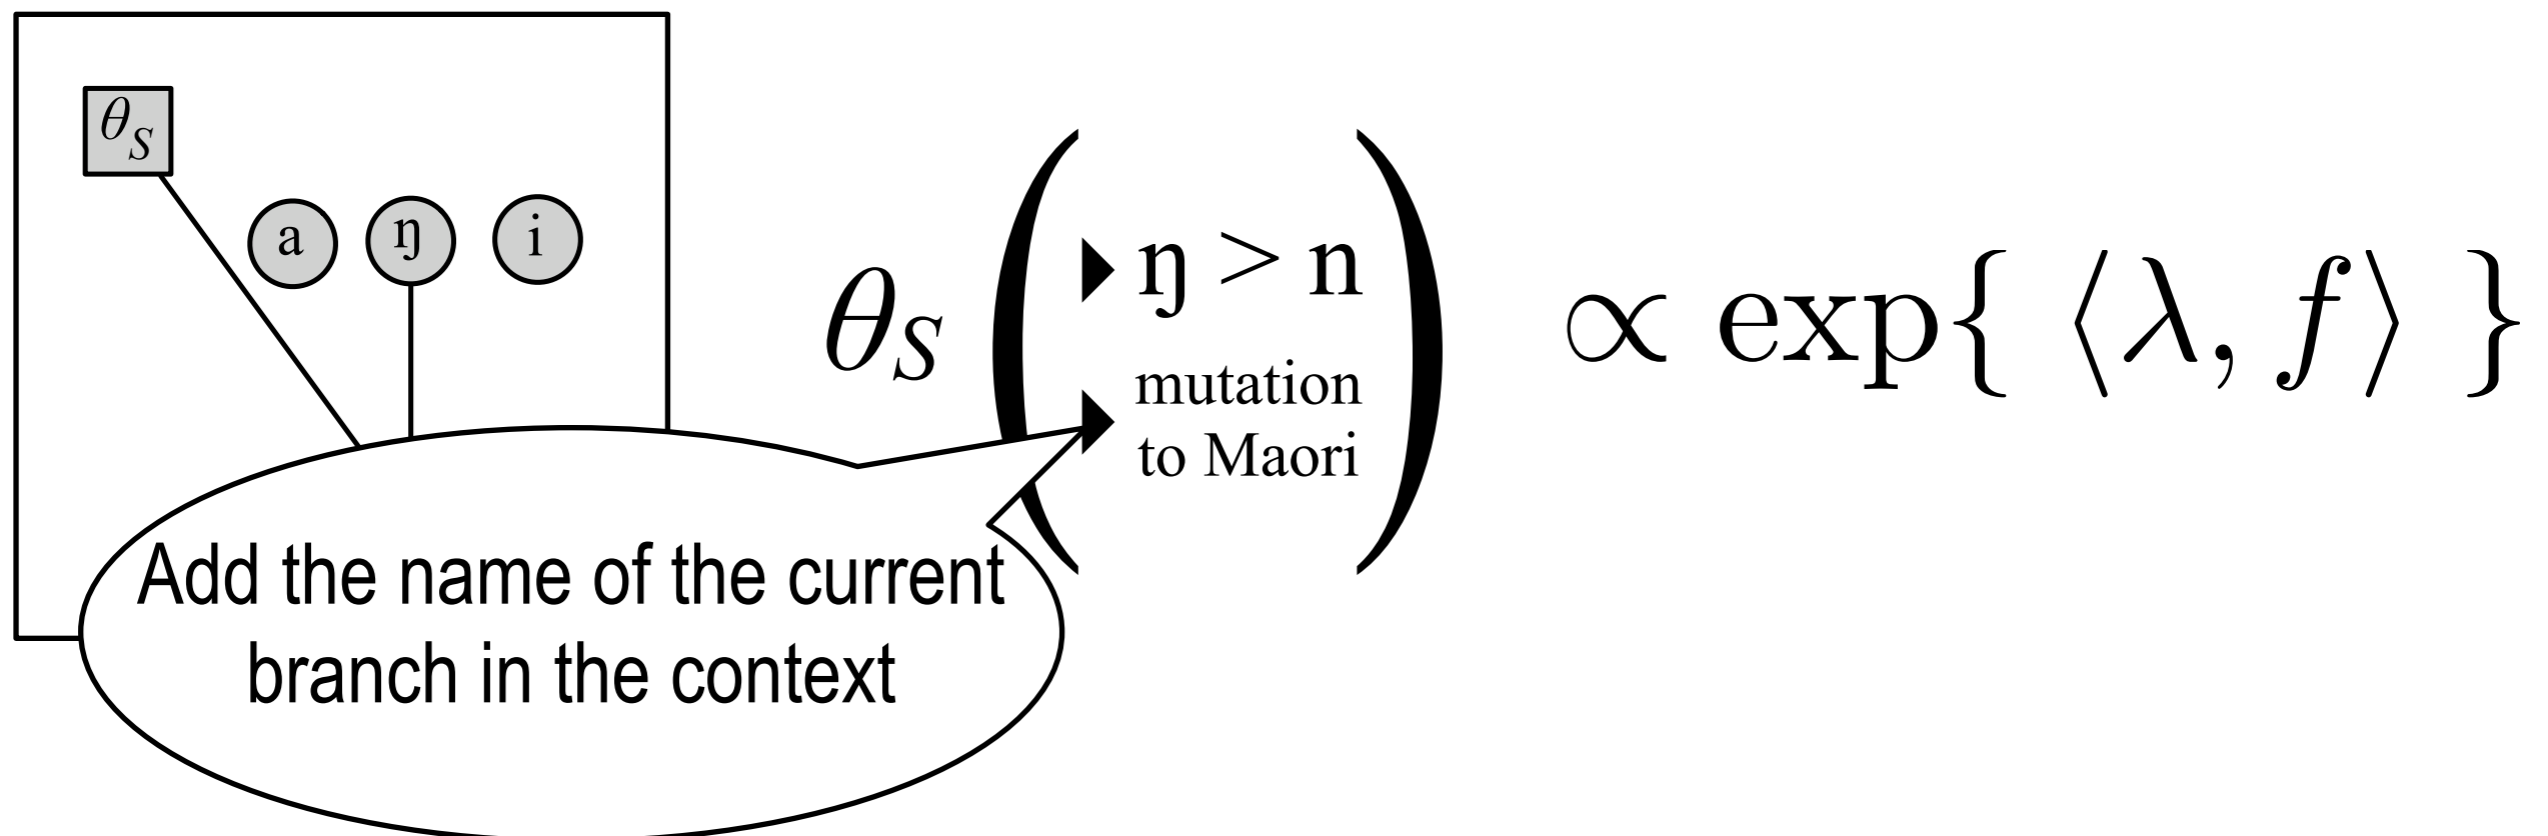 θS
a ŋ i
θS ( ▶ ŋ > n ▶ mutation to Maori ) ∝ exp{ ⟨λ, f⟩ }
Add the name of the current
branch in the context